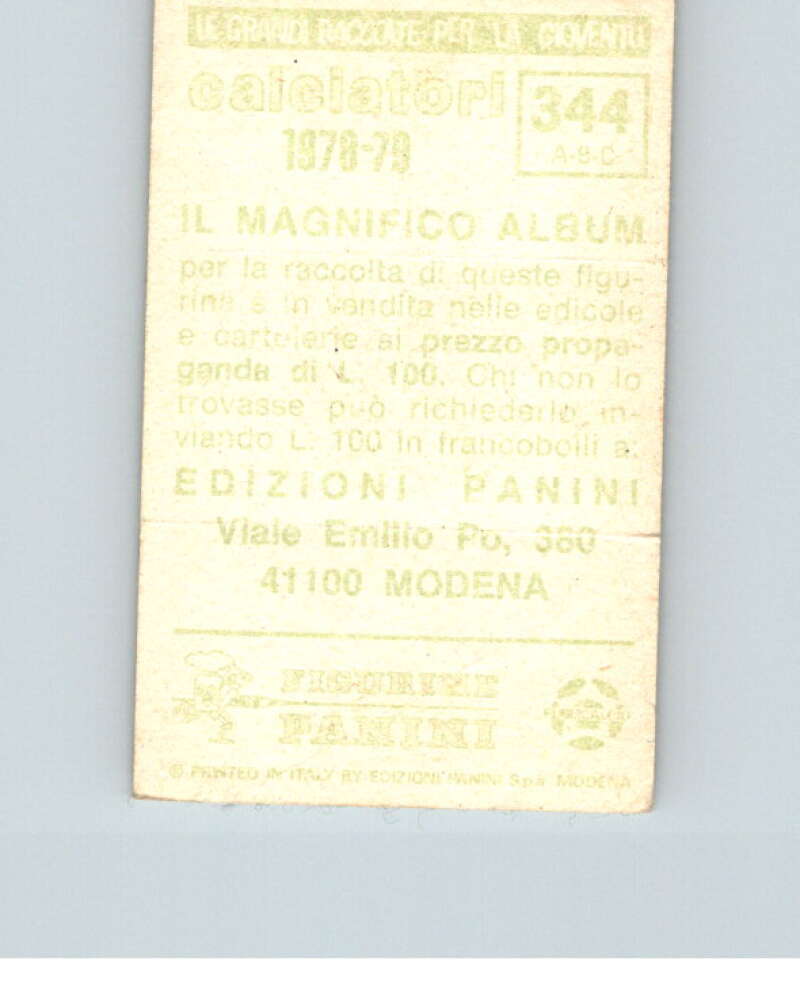 LE GRANDI RACCOLTE PER LA GIOVENTÙ
calciatori
1978-79
344
A-B-C
IL MAGNIFICO ALBUM
per la raccolta di queste figu-
rine è in vendita nelle edicole
e cartolerie al prezzo propa-
ganda di L. 100. Chi non lo
trovasse può richiederlo in-
viando L. 100 in francobolli a:
EDIZIONI PANINI
Viale Emilio Po, 380
41100 MODENA
FIGURINE
PANINI
© PRINTED IN ITALY BY EDIZIONI PANINI S.p.A. MODENA